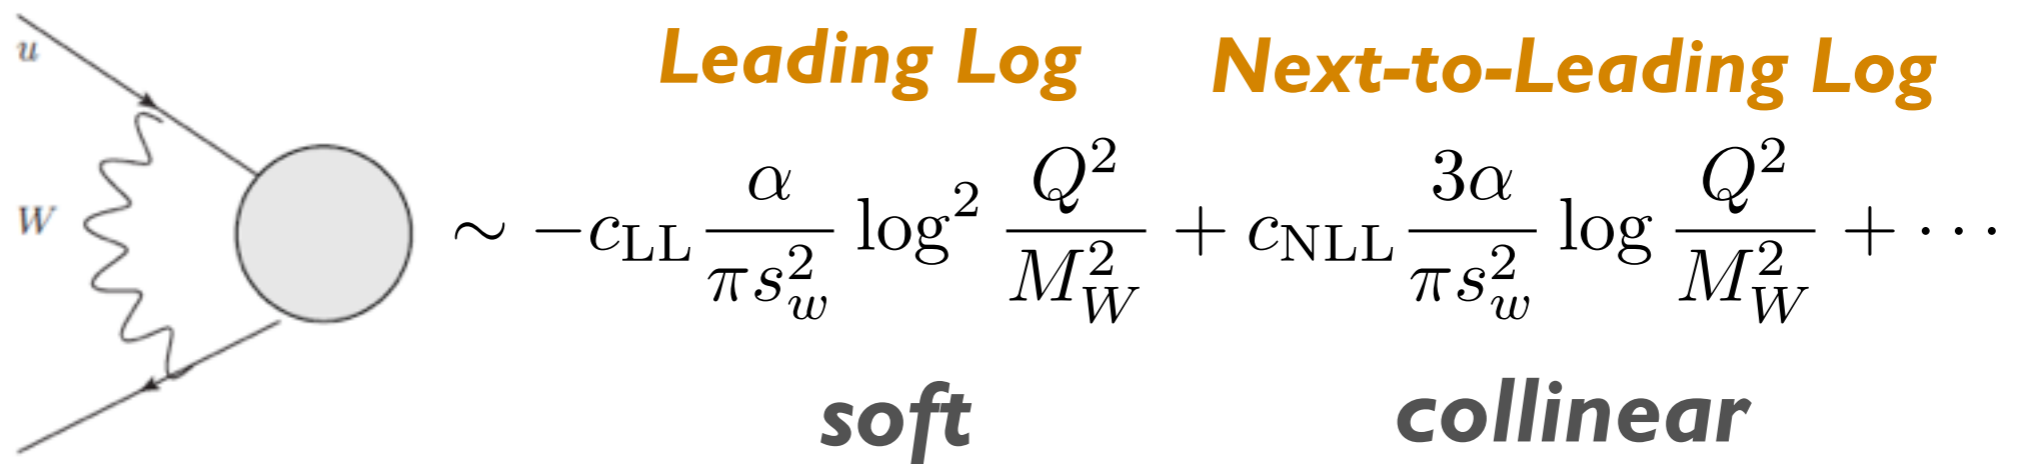 u
W
Leading Log
Next-to-Leading Log
∼ −c_LL α/(πs_w^2) log^2 Q^2/M_W^2 + c_NLL 3α/(πs_w^2) log Q^2/M_W^2 + ⋯
soft
collinear